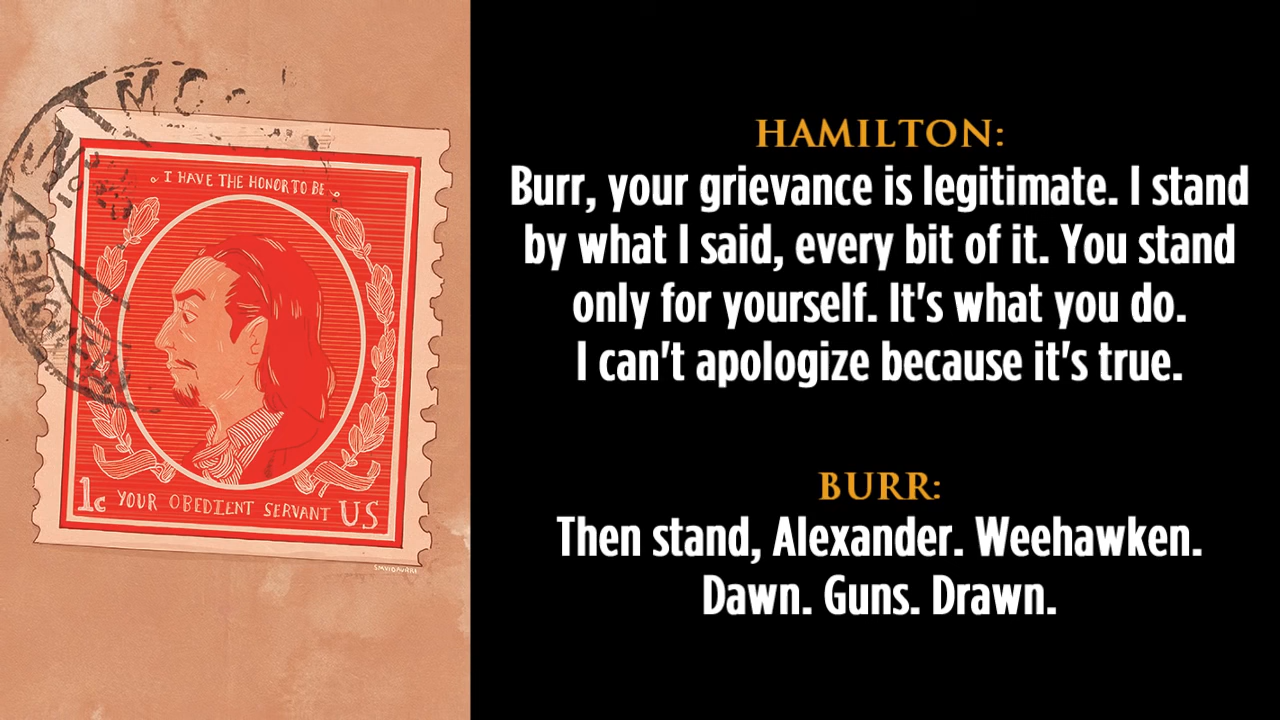 I HAVE THE HONOR TO BE
1c YOUR OBEDIENT SERVANT US
HAMILTON:
Burr, your grievance is legitimate. I stand
by what I said, every bit of it. You stand
only for yourself. It's what you do.
I can't apologize because it's true.
BURR:
Then stand, Alexander. Weehawken.
Dawn. Guns. Drawn.